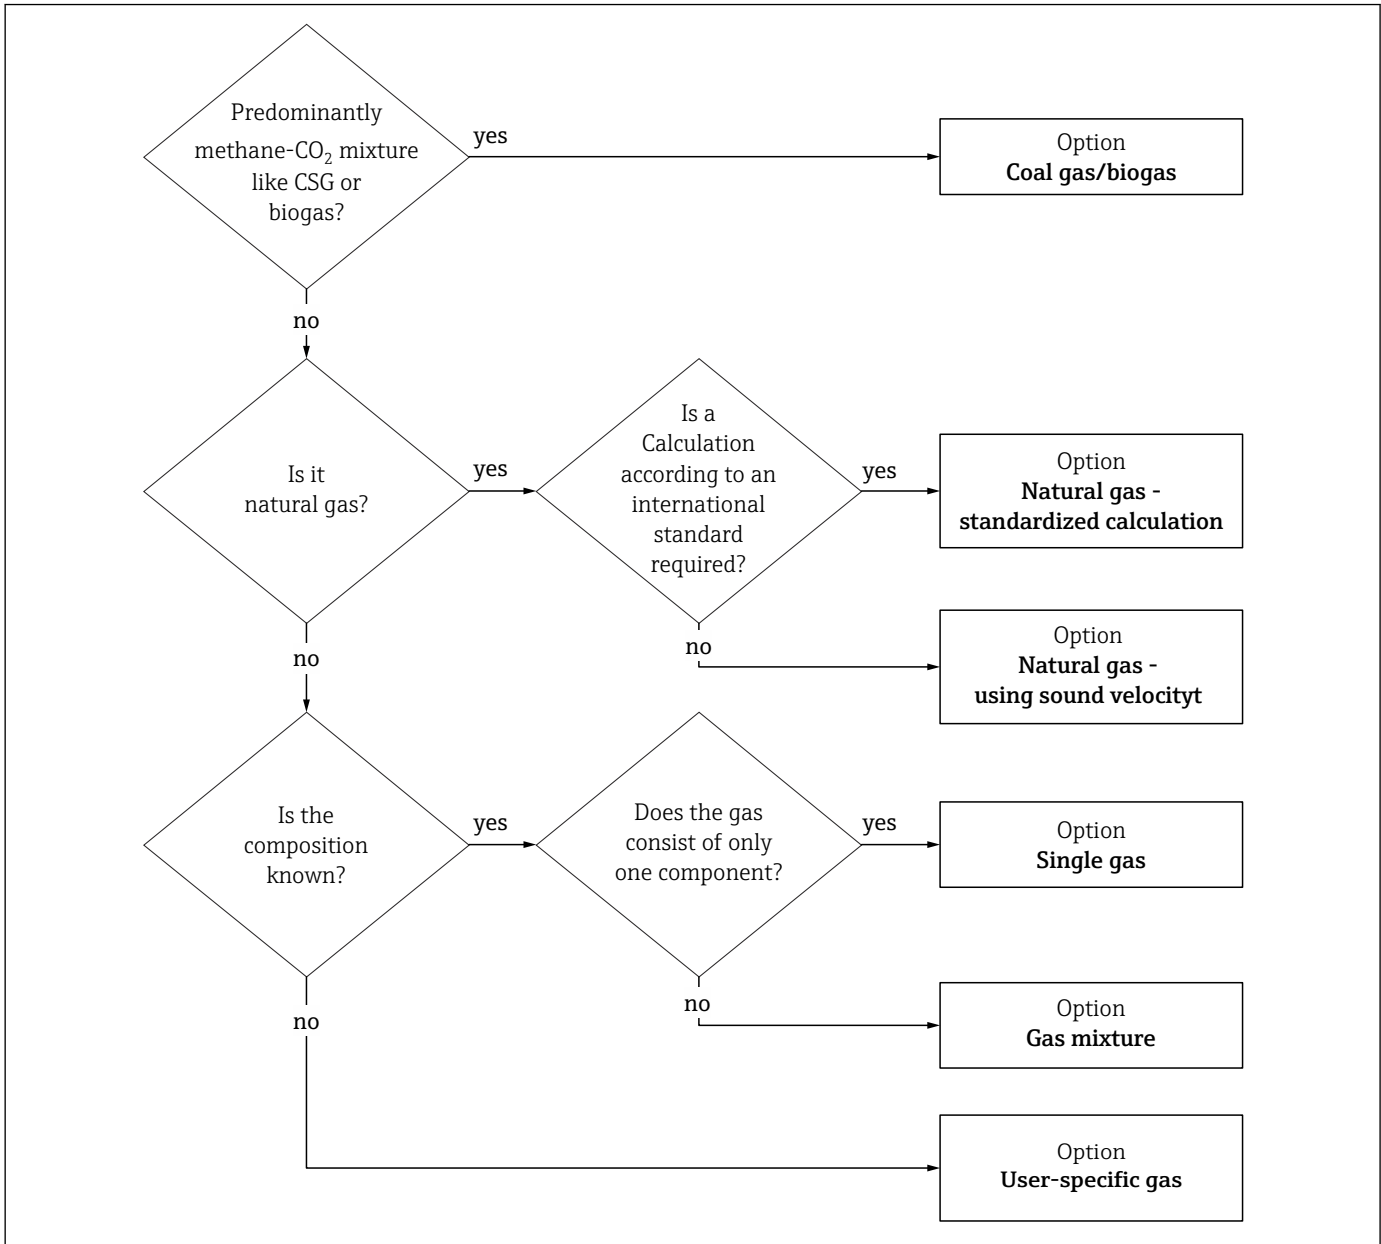 Predominantly
methane-CO₂ mixture
like CSG or
biogas?
yes
Option
Coal gas/biogas
no
Is it
natural gas?
yes
Is a
Calculation
according to an
international
standard
required?
yes
Option
Natural gas -
standardized calculation
no
no
Option
Natural gas -
using sound velocityt
Is the
composition
known?
yes
Does the gas
consist of only
one component?
yes
Option
Single gas
no
no
Option
Gas mixture
Option
User-specific gas